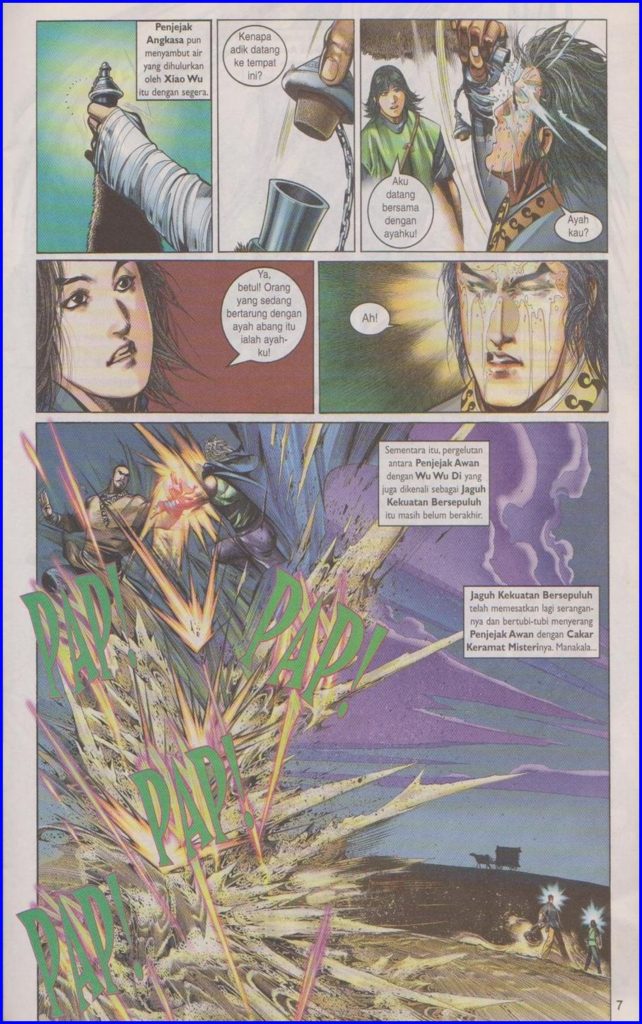 Penjejak
Angkasa pun
menyambut air
yang dihulurkan
oleh Xiao Wu
itu dengan segera.
Kenapa
adik datang
ke tempat
ini?
Aku
datang
bersama
dengan
ayahku!
Ayah
kau?
Ya,
betul! Orang
yang sedang
bertarung dengan
ayah abang itu
ialah ayah-
ku!
Ah!
Sementara itu, pergelutan
antara Penjejak Awan
dengan Wu Wu Di yang
juga dikenali sebagai Jaguh
Kekuatan Bersepuluh
itu masih belum berakhir.
Jaguh Kekuatan Bersepuluh
telah memesatkan lagi serangan-
nya dan bertubi-tubi menyerang
Penjejak Awan dengan Cakar
Keramat Misterinya. Manakala...
PAP!
PAP!
PAP!
PAP!
7